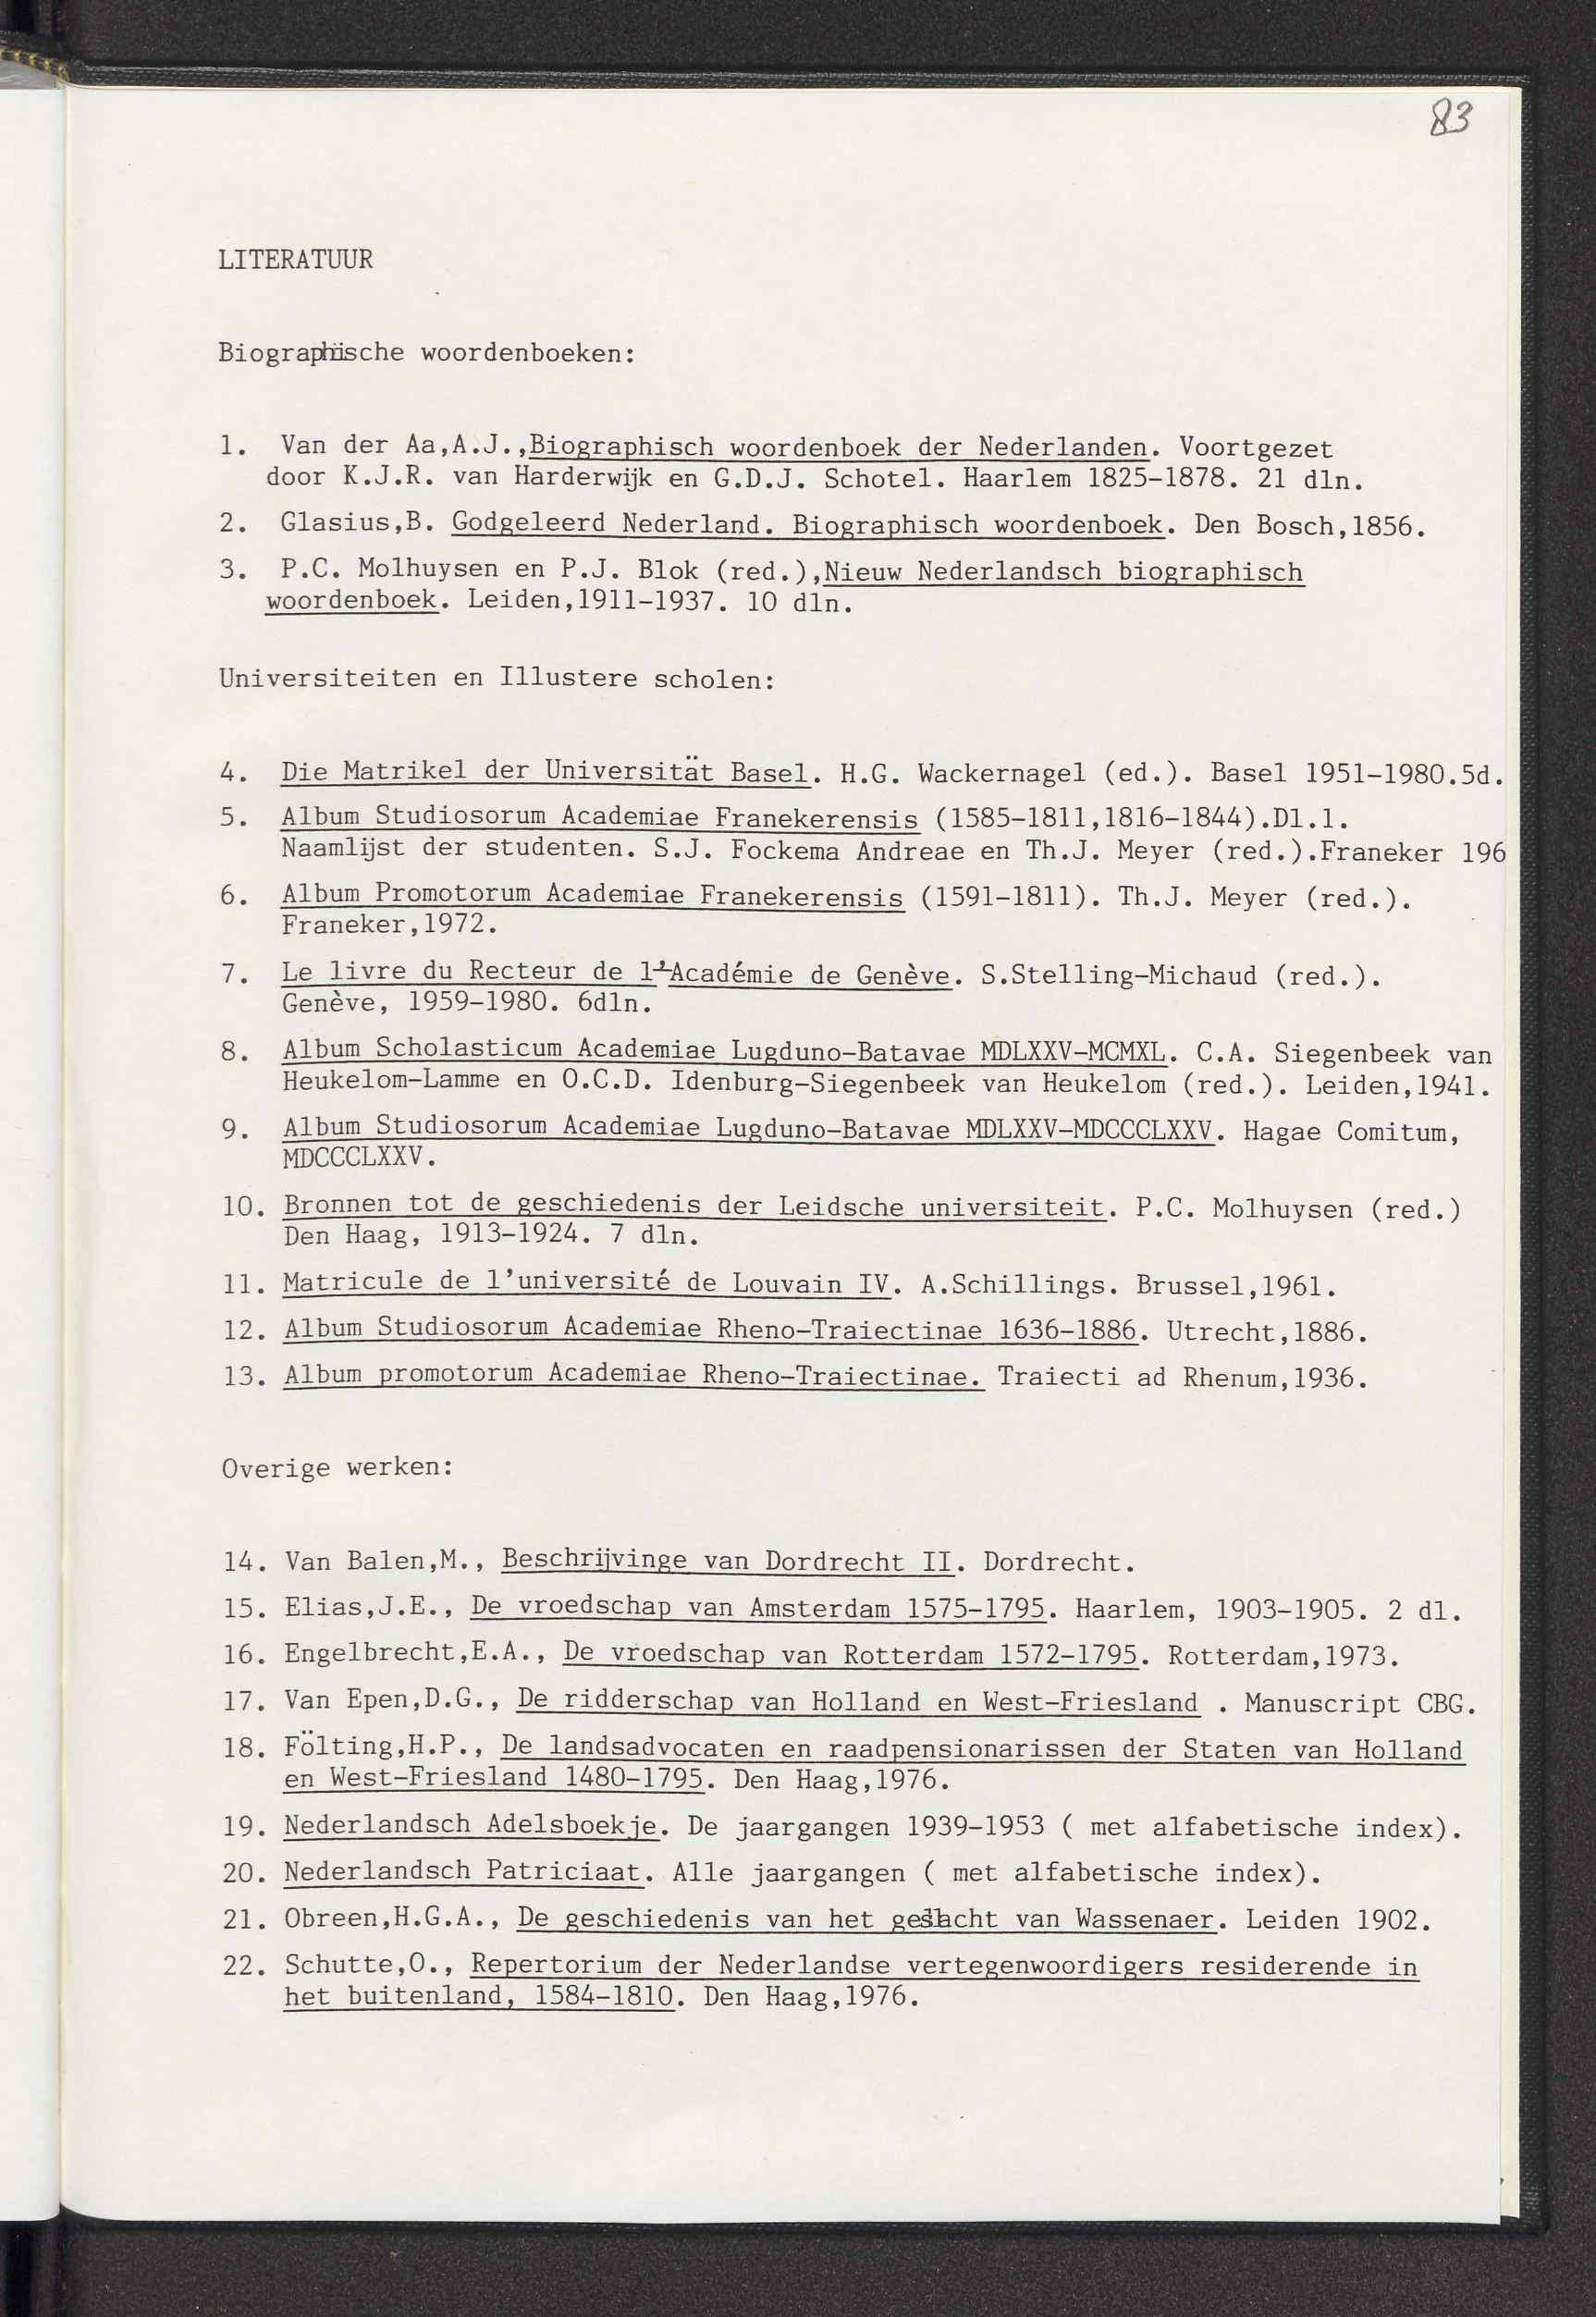 83
LITERATUUR
Biographische woordenboeken:
1. Van der Aa,A.J.,Biographisch woordenboek der Nederlanden. Voortgezet
door K.J.R. van Harderwijk en G.D.J. Schotel. Haarlem 1825-1878. 21 dln.
2. Glasius,B. Godgeleerd Nederland. Biographisch woordenboek. Den Bosch,1856.
3. P.C. Molhuysen en P.J. Blok (red.),Nieuw Nederlandsch biographisch
woordenboek. Leiden,1911-1937. 10 dln.
Universiteiten en Illustere scholen:
4. Die Matrikel der Universität Basel. H.G. Wackernagel (ed.). Basel 1951-1980.5d.
5. Album Studiosorum Academiae Franekerensis (1585-1811,1816-1844).Dl.1.
Naamlijst der studenten. S.J. Fockema Andreae en Th.J. Meyer (red.).Franeker 196
6. Album Promotorum Academiae Franekerensis (1591-1811). Th.J. Meyer (red.).
Franeker,1972.
7. Le livre du Recteur de l'Académie de Genève. S.Stelling-Michaud (red.).
Genève, 1959-1980. 6dln.
8. Album Scholasticum Academiae Lugduno-Batavae MDLXXV-MCMXL. C.A. Siegenbeek van
Heukelom-Lamme en O.C.D. Idenburg-Siegenbeek van Heukelom (red.). Leiden,1941.
9. Album Studiosorum Academiae Lugduno-Batavae MDLXXV-MDCCCLXXV. Hagae Comitum,
MDCCCLXXV.
10. Bronnen tot de geschiedenis der Leidsche universiteit. P.C. Molhuysen (red.)
Den Haag, 1913-1924. 7 dln.
11. Matricule de l'université de Louvain IV. A.Schillings. Brussel,1961.
12. Album Studiosorum Academiae Rheno-Traiectinae 1636-1886. Utrecht,1886.
13. Album promotorum Academiae Rheno-Traiectinae. Traiecti ad Rhenum,1936.
Overige werken:
14. Van Balen,M., Beschrijvinge van Dordrecht II. Dordrecht.
15. Elias,J.E., De vroedschap van Amsterdam 1575-1795. Haarlem, 1903-1905. 2 dl.
16. Engelbrecht,E.A., De vroedschap van Rotterdam 1572-1795. Rotterdam,1973.
17. Van Epen,D.G., De ridderschap van Holland en West-Friesland . Manuscript CBG.
18. Fölting,H.P., De landsadvocaten en raadpensionarissen der Staten van Holland
en West-Friesland 1480-1795. Den Haag,1976.
19. Nederlandsch Adelsboekje. De jaargangen 1939-1953 ( met alfabetische index).
20. Nederlandsch Patriciaat. Alle jaargangen ( met alfabetische index).
21. Obreen,H.G.A., De geschiedenis van het geslacht van Wassenaer. Leiden 1902.
22. Schutte,O., Repertorium der Nederlandse vertegenwoordigers residerende in
het buitenland, 1584-1810. Den Haag,1976.